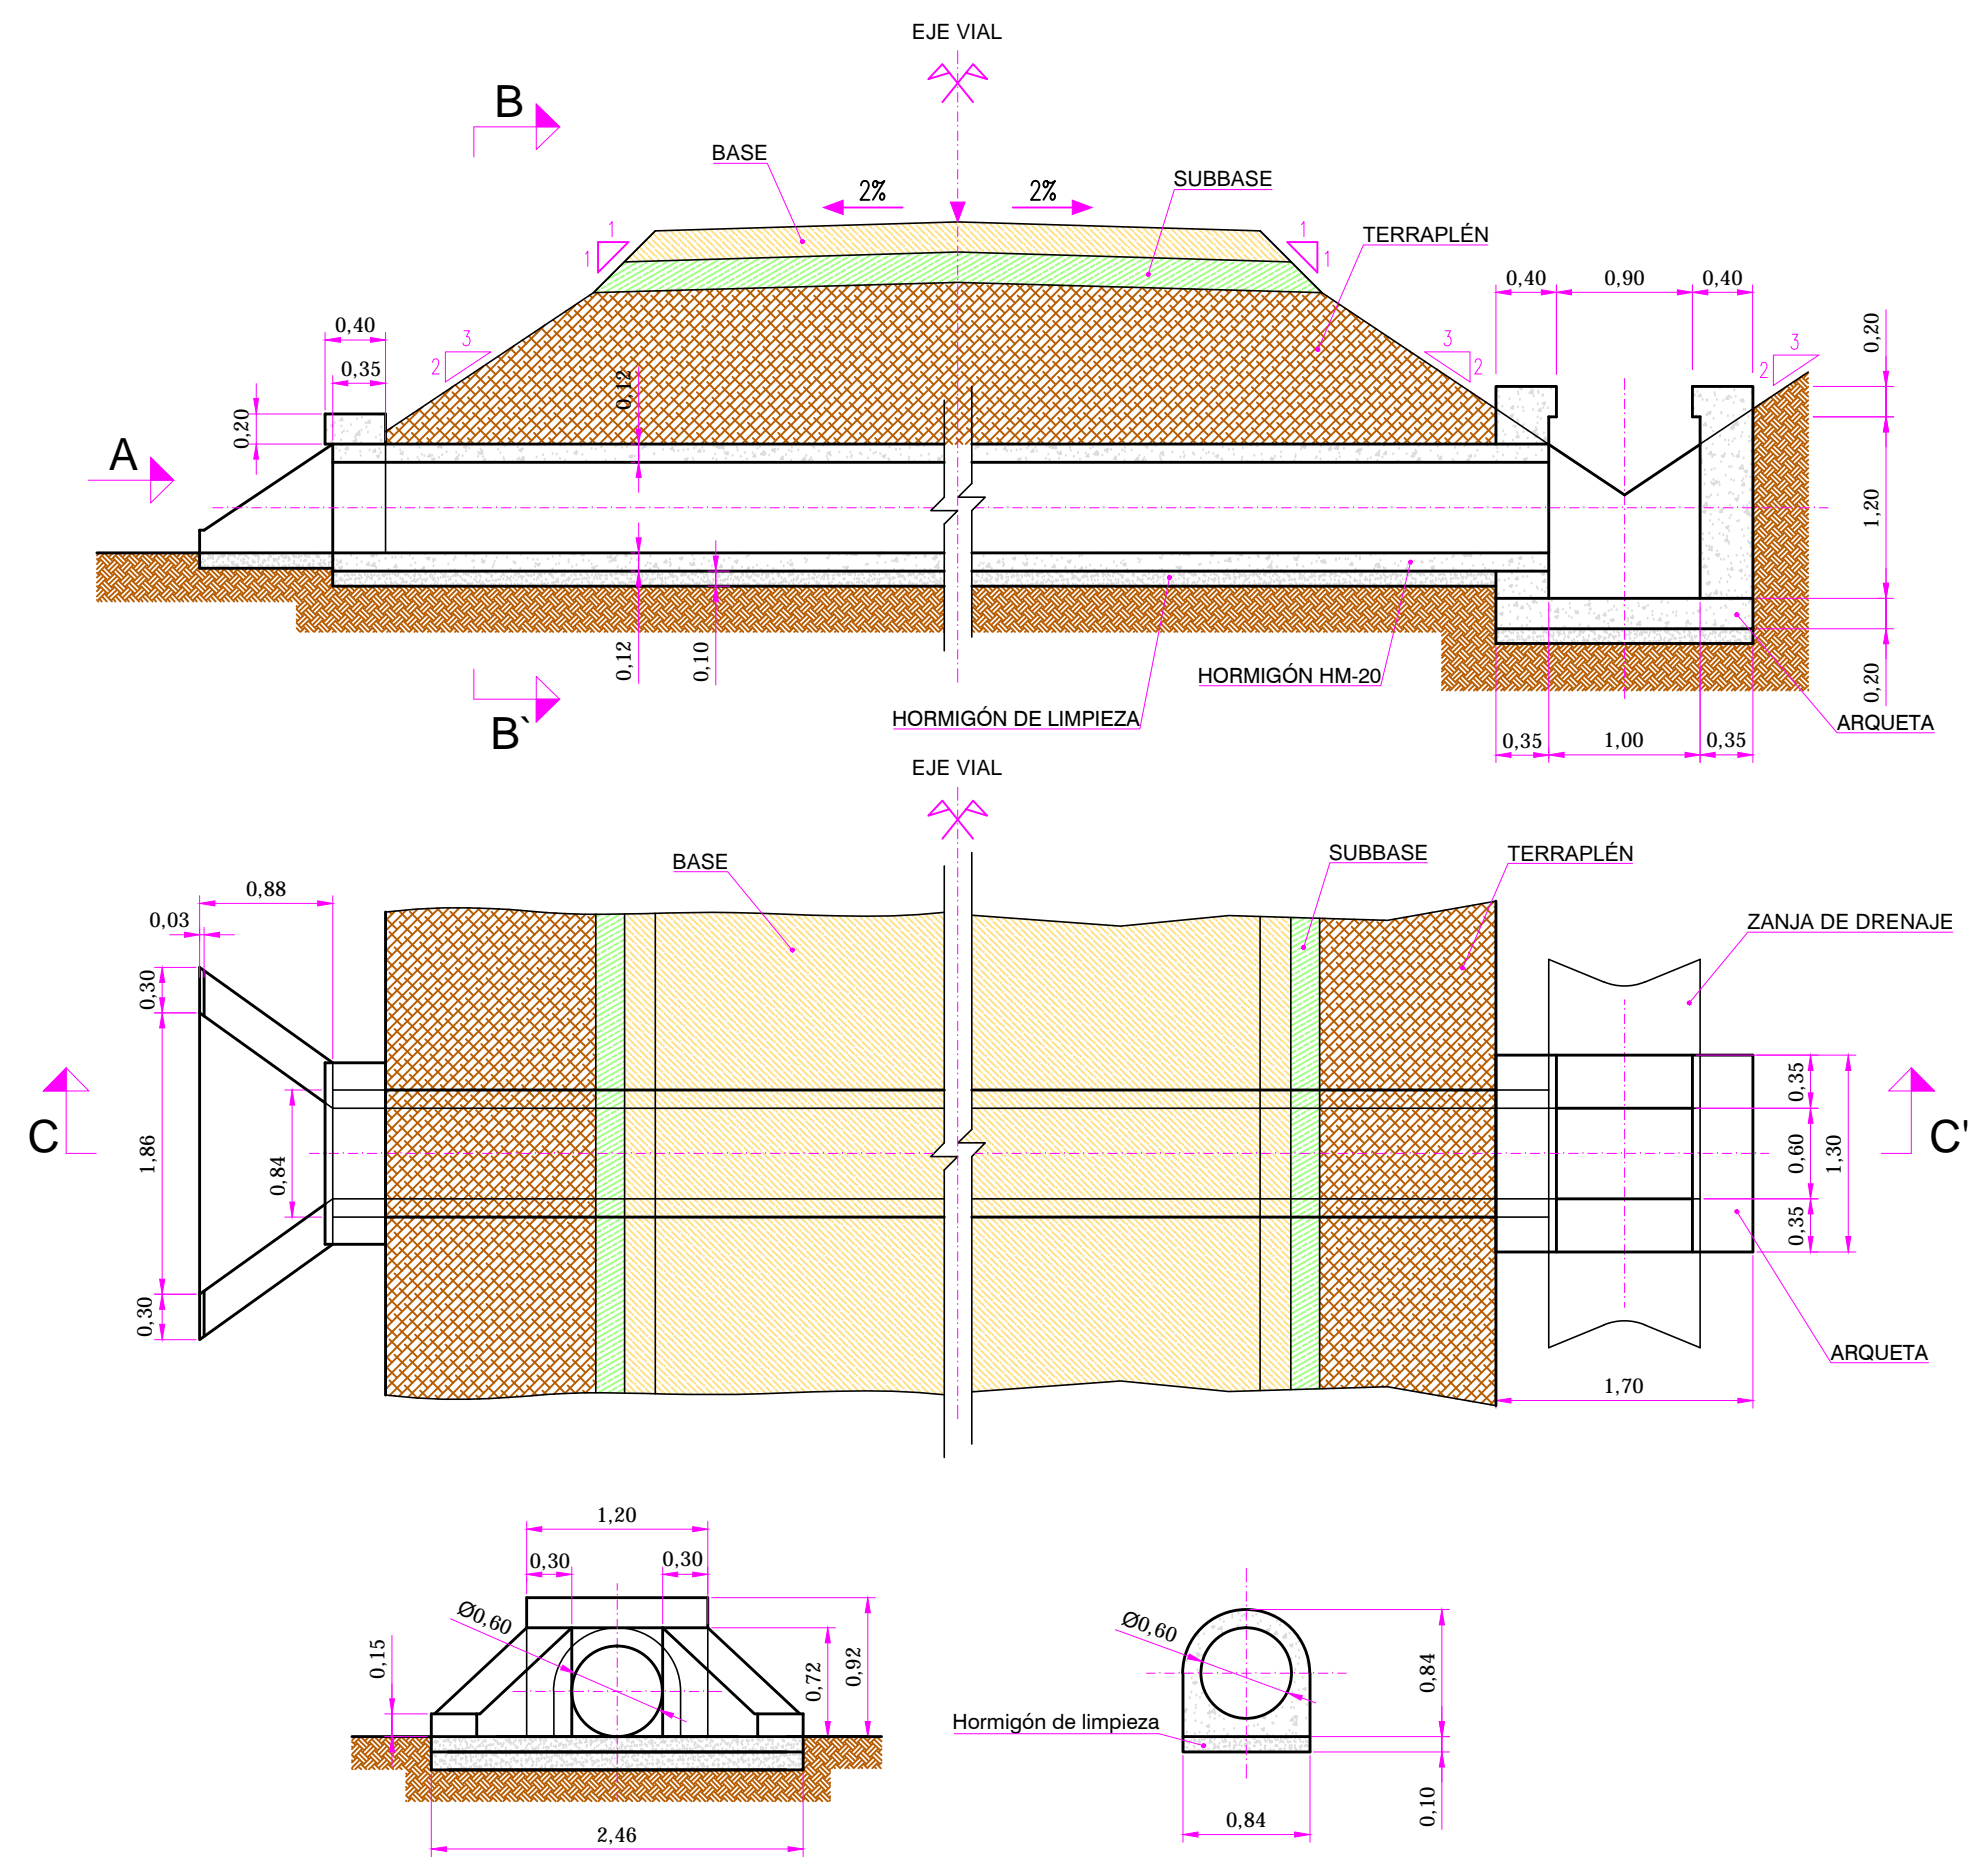 EJE VIAL
B
BASE
2%
2%
SUBBASE
1
1
1
1
TERRAPLÉN
0,40
0,90
0,40
0,40
0,35
3
2
0,12
3
2
3
2
0,20
0,20
A
1,20
0,12
0,10
HORMIGÓN HM-20
0,20
B`
HORMIGÓN DE LIMPIEZA
ARQUETA
0,35
1,00
0,35
EJE VIAL
BASE
SUBBASE
TERRAPLÉN
0,88
0,03
ZANJA DE DRENAJE
0,30
0,35
C
1,86
0,84
0,60
1,30
C'
0,35
0,30
ARQUETA
1,70
1,20
0,30
0,30
Ø0,60
0,15
0,72
0,92
2,46
Ø0,60
0,84
Hormigón de limpieza
0,10
0,84